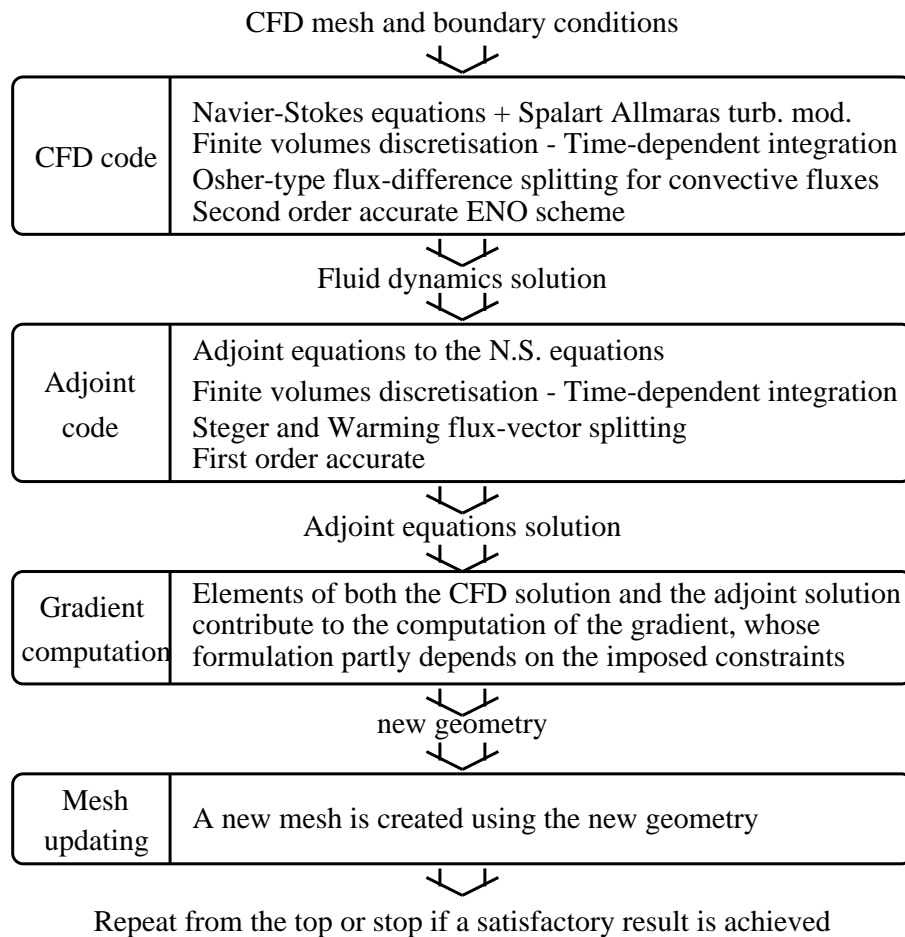 CFD mesh and boundary conditions
CFD code
Navier-Stokes equations + Spalart Allmaras turb. mod.
Finite volumes discretisation - Time-dependent integration
Osher-type flux-difference splitting for convective fluxes
Second order accurate ENO scheme
Fluid dynamics solution
Adjoint
code
Adjoint equations to the N.S. equations
Finite volumes discretisation - Time-dependent integration
Steger and Warming flux-vector splitting
First order accurate
Adjoint equations solution
Gradient
computation
Elements of both the CFD solution and the adjoint solution
contribute to the computation of the gradient, whose
formulation partly depends on the imposed constraints
new geometry
Mesh
updating
A new mesh is created using the new geometry
Repeat from the top or stop if a satisfactory result is achieved